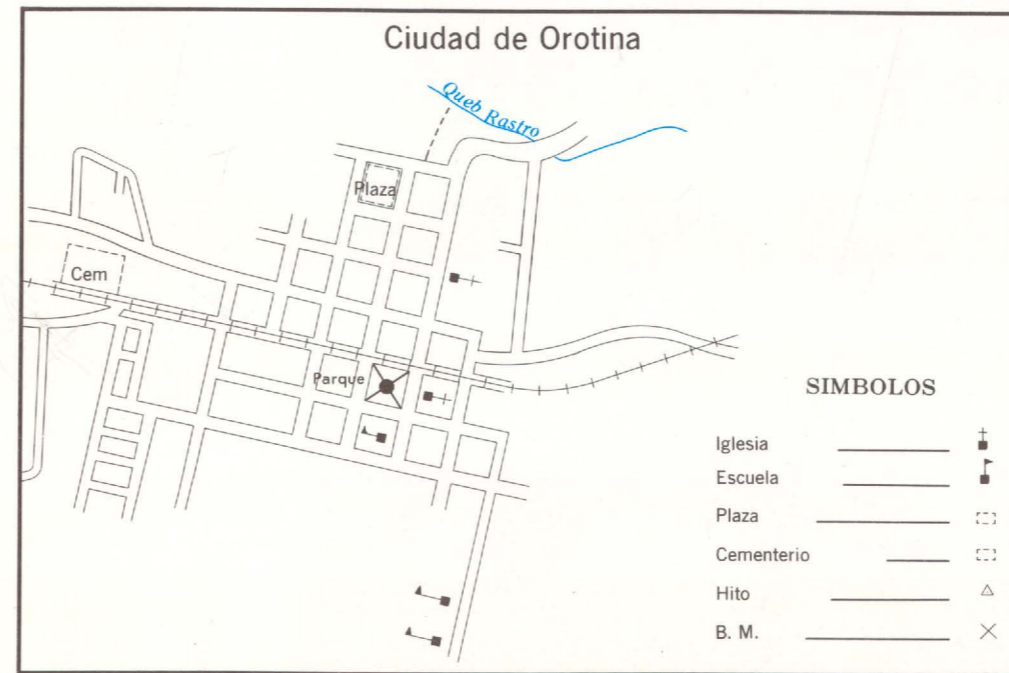 Ciudad de Orotina
Queb Rastro
Plaza
Cem
Parque
SIMBOLOS
Iglesia
Escuela
Plaza
Cementerio
Hito
B. M.